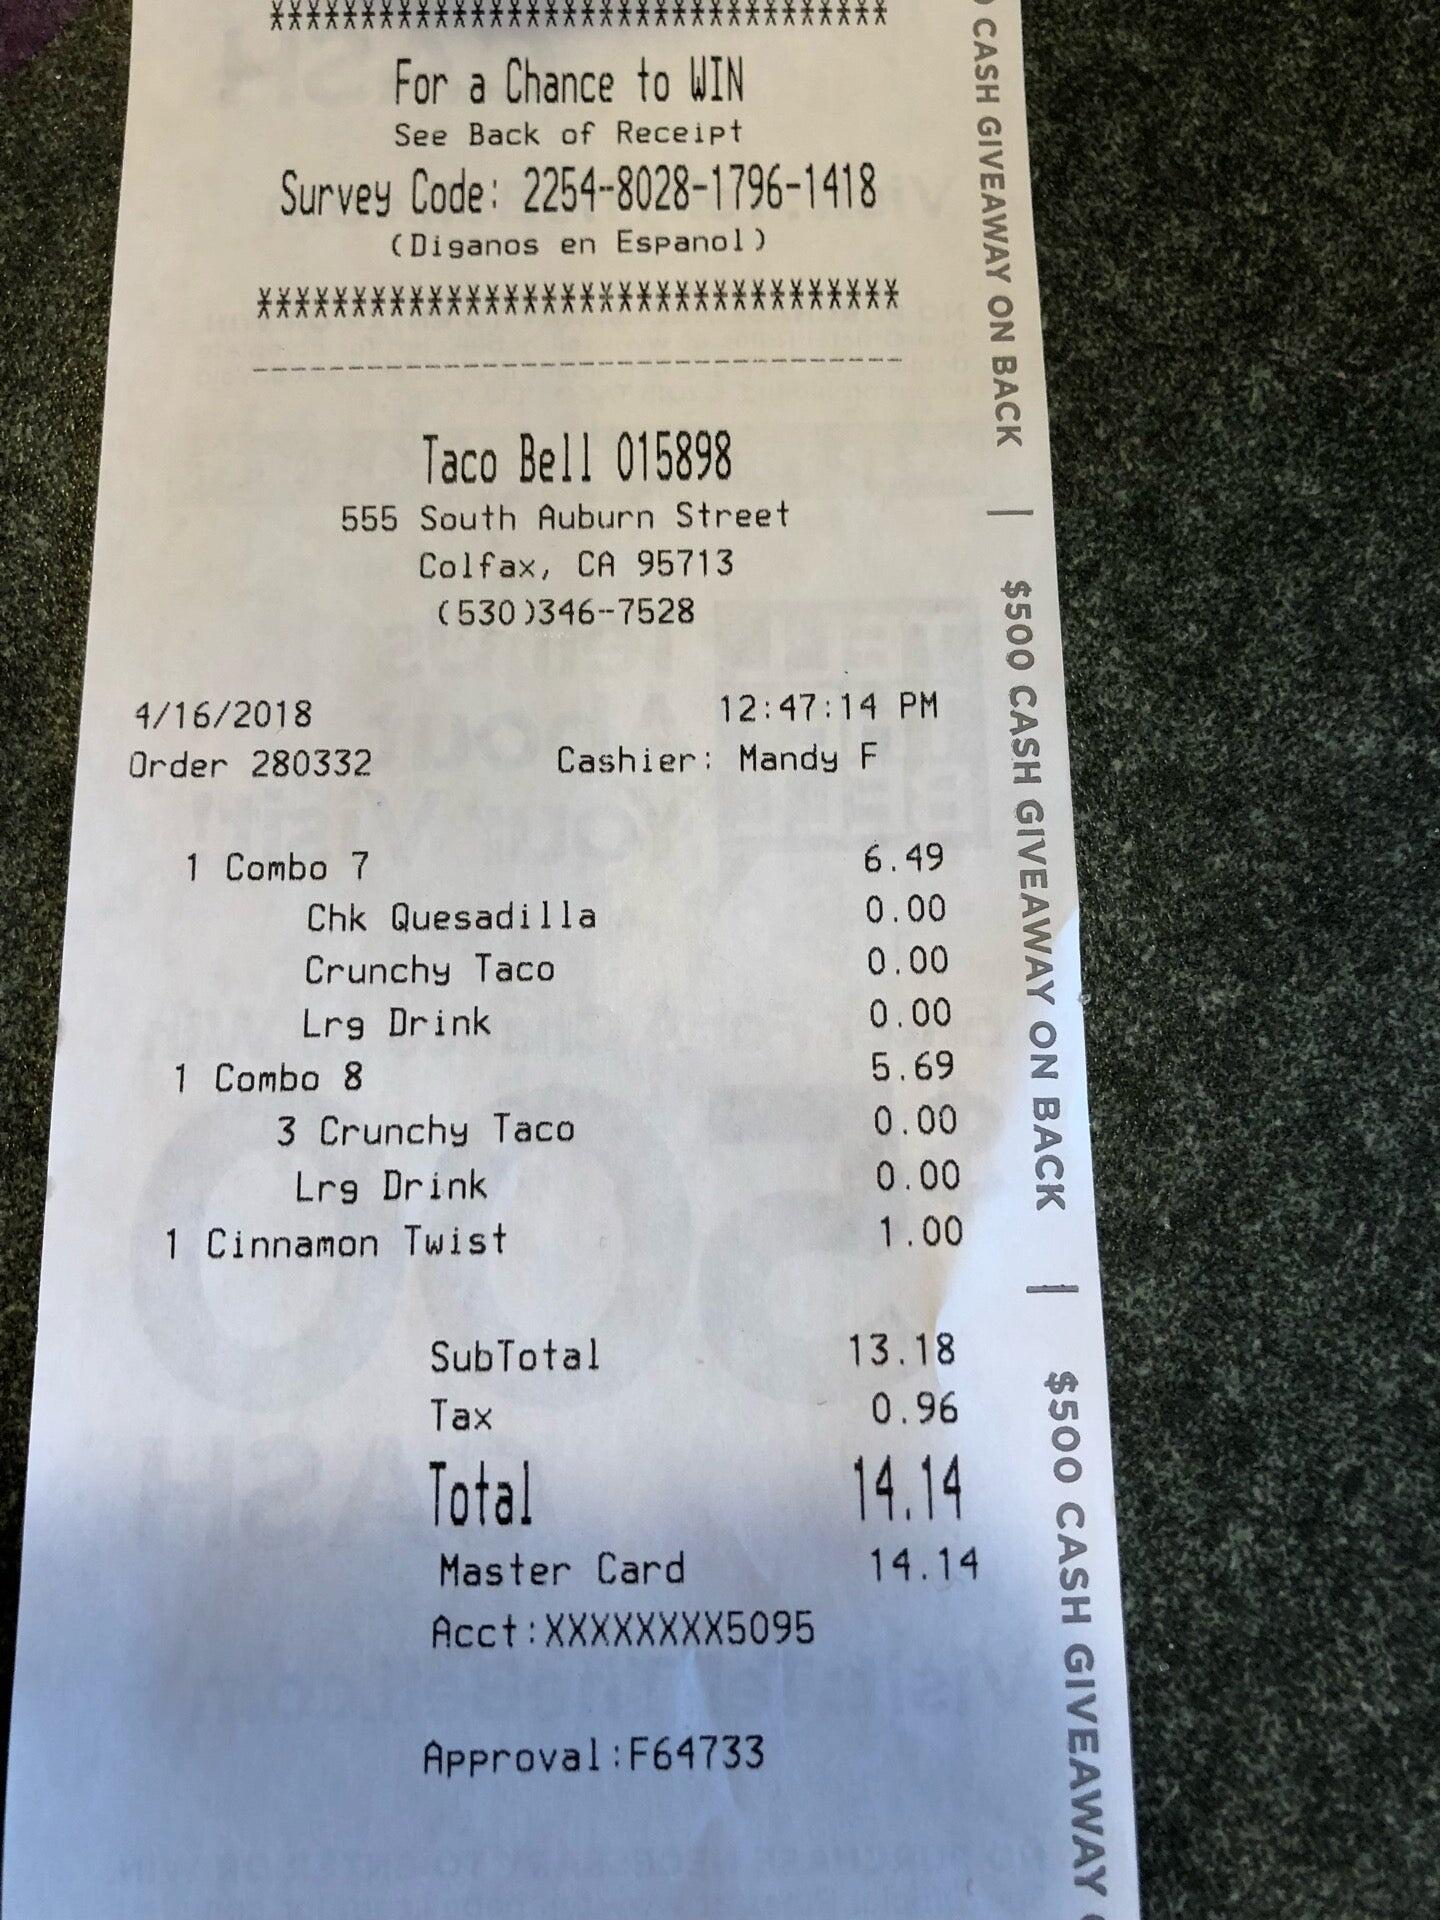 ********************************
For a Chance to WIN
See Back of Receipt
Survey Code: 2254-8028-1796-1418
(Diganos en Espanol)
*********************************
Taco Bell 015898
555 South Auburn Street
Colfax, CA 95713
(530)346-7528
4/16/2018 12:47:14 PM
Order 280332 Cashier: Mandy F
1 Combo 7 6.49
Chk Quesadilla 0.00
Crunchy Taco 0.00
Lrg Drink 0.00
1 Combo 8 5.69
3 Crunchy Taco 0.00
Lrg Drink 0.00
1 Cinnamon Twist 1.00
SubTotal 13.18
Tax 0.96
Total 14.14
Master Card 14.14
Acct:XXXXXXXX5095
Approval:F64733
CASH GIVEAWAY ON BACK | $500 CASH GIVEAWAY ON BACK | $500 CASH GIVEAWAY